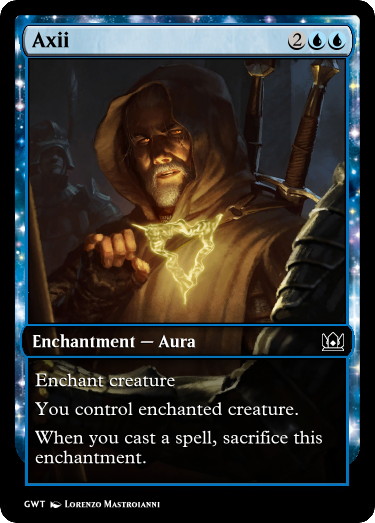 Axii 2
Enchantment — Aura
Enchant creature
You control enchanted creature.
When you cast a spell, sacrifice this
enchantment.
GWT Lorenzo Mastroianni